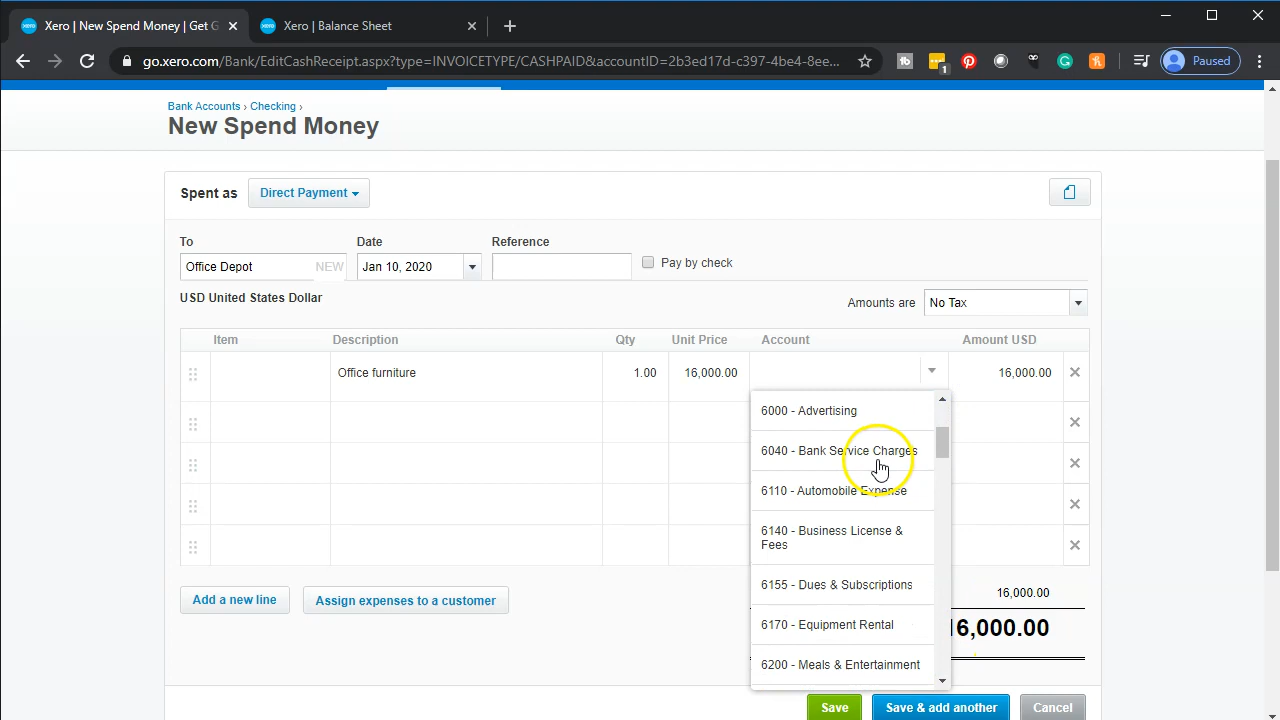 Xero | New Spend Money | Get G
Xero | Balance Sheet
go.xero.com/Bank/EditCashReceipt.aspx?type=INVOICETYPE/CASHPAID&accountID=2b3ed17d-c397-4be4-8ee...
1
Paused
Bank Accounts › Checking ›
New Spend Money
Spent as
Direct Payment
To
Date
Reference
Office Depot
NEW
Jan 10, 2020
Pay by check
USD United States Dollar
Amounts are
No Tax
Item
Description
Qty
Unit Price
Account
Amount USD
Office furniture
1.00
16,000.00
16,000.00
6000 - Advertising
6040 - Bank Service Charges
6110 - Automobile Expense
6140 - Business License &
Fees
6155 - Dues & Subscriptions
6170 - Equipment Rental
6200 - Meals & Entertainment
Add a new line
Assign expenses to a customer
16,000.00
16,000.00
Save
Save & add another
Cancel